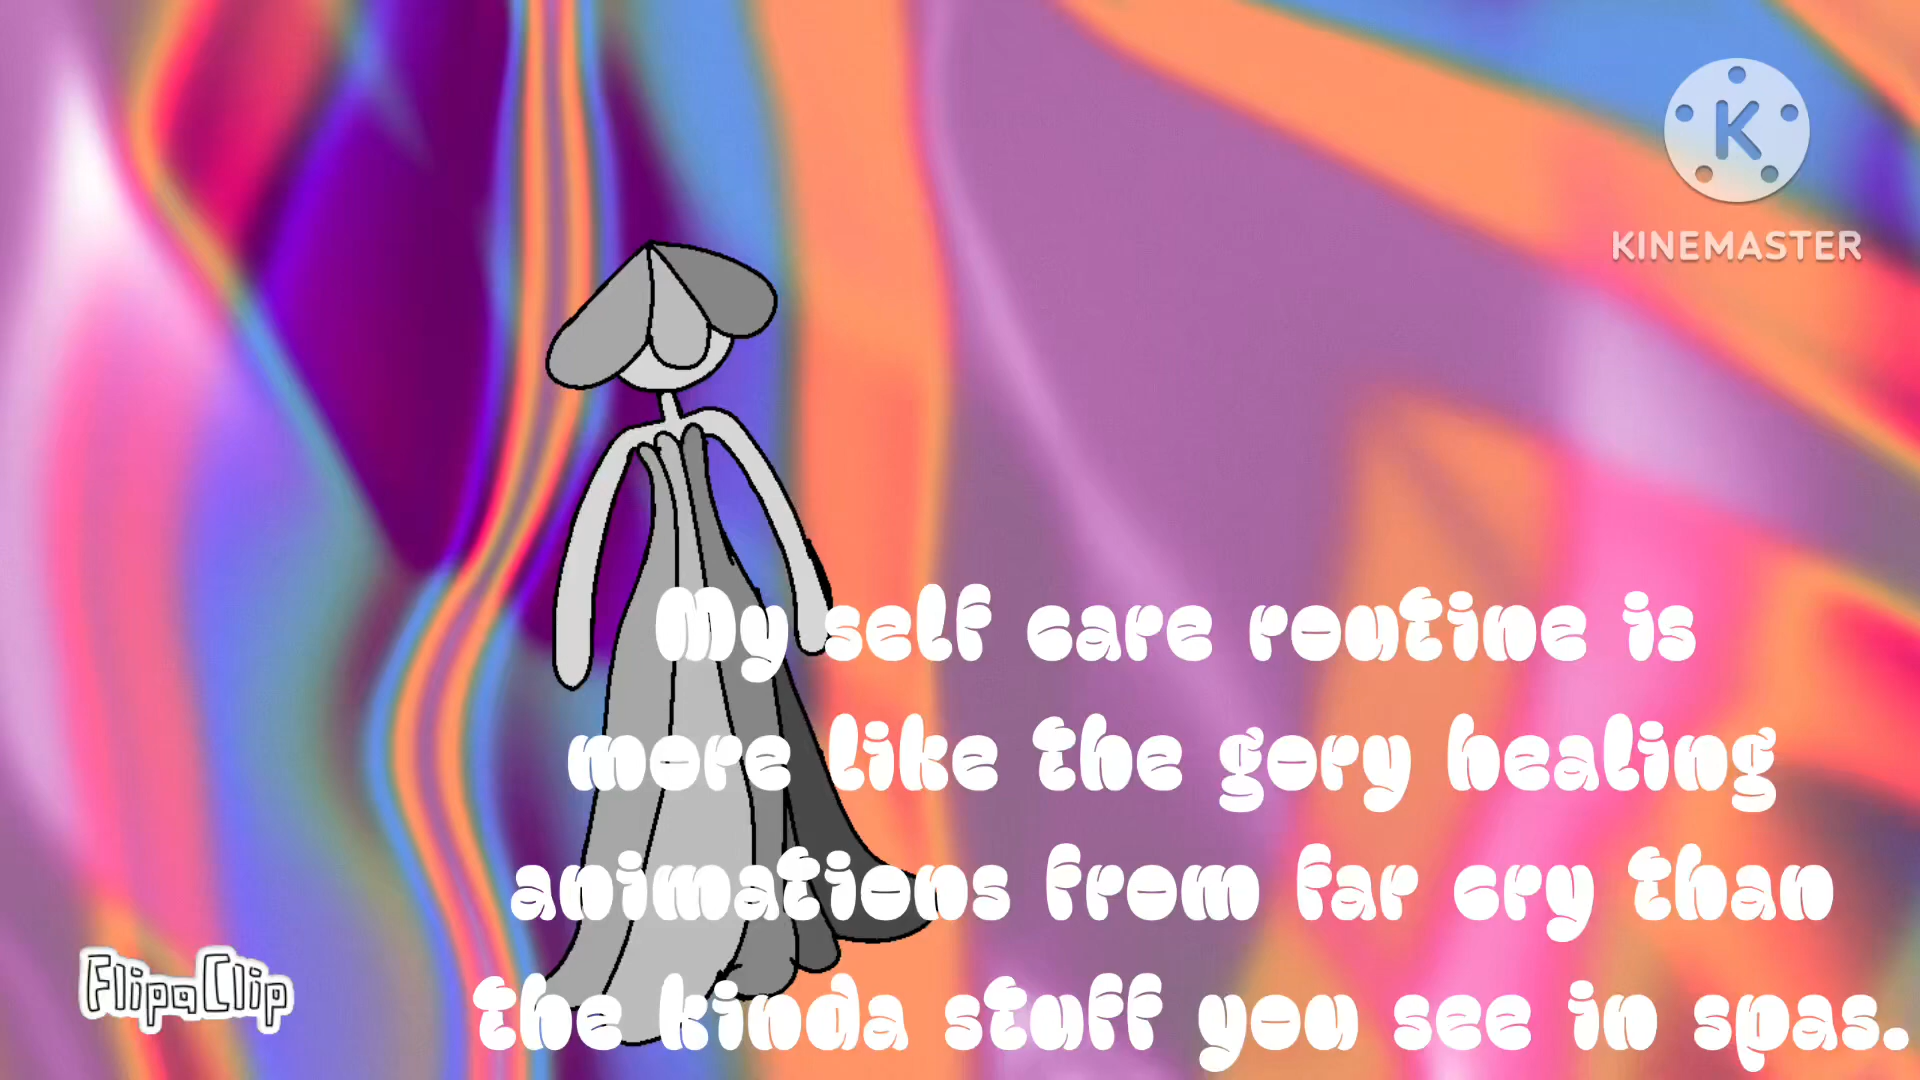 K
KINEMASTER
My self care routine is
more like the gory healing
animations from far cry than
the kinda stuff you see in spas.
FlipaClip